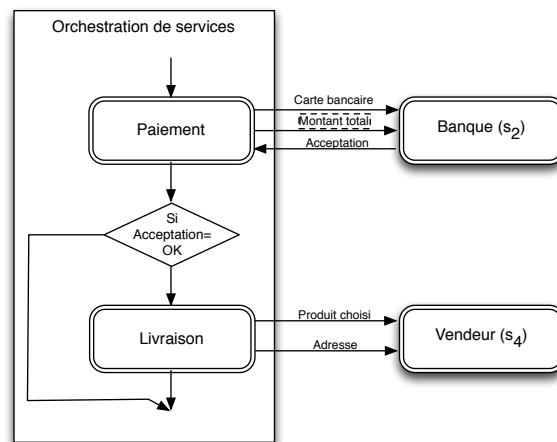 Orchestration de services
Carte bancaire
Montant total
Acceptation
Paiement
Banque (s2)
Si
Acceptation=
OK
Produit choisi
Adresse
Livraison
Vendeur (s4)